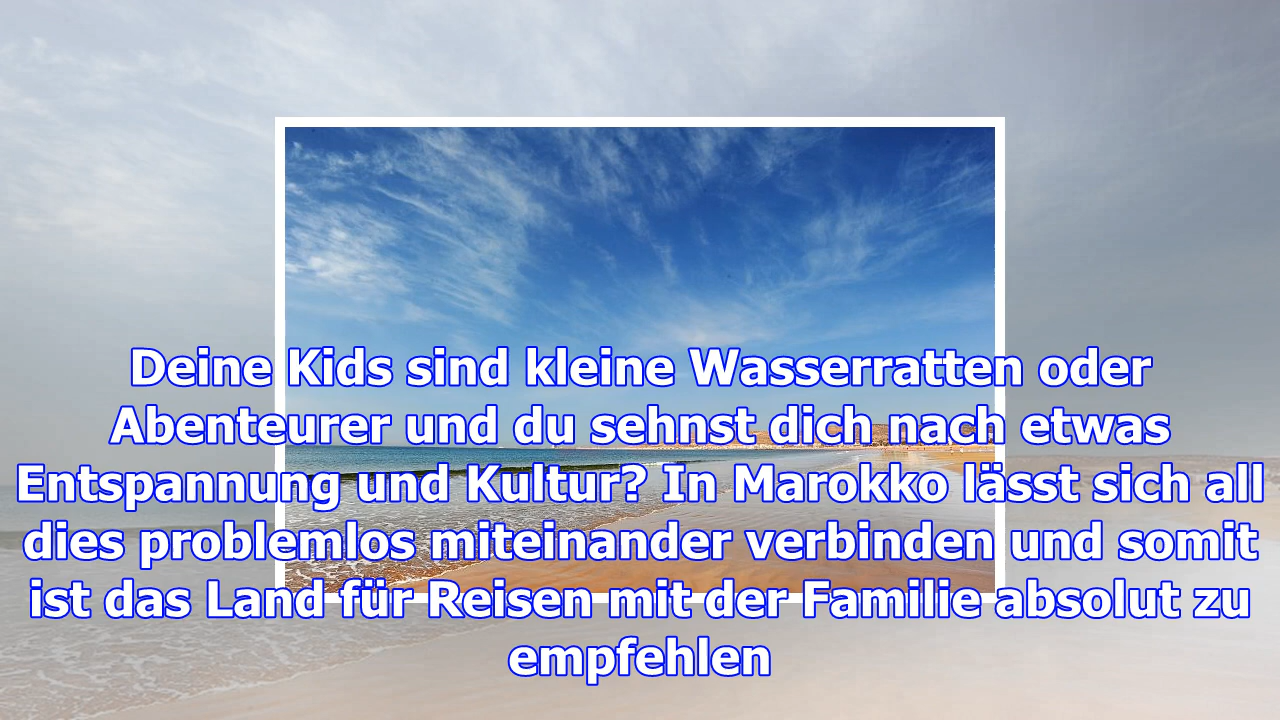 Deine Kids sind kleine Wasserratten oder
Abenteurer und du sehnst dich nach etwas
Entspannung und Kultur? In Marokko lässt sich all
dies problemlos miteinander verbinden und somit
ist das Land für Reisen mit der Familie absolut zu
empfehlen